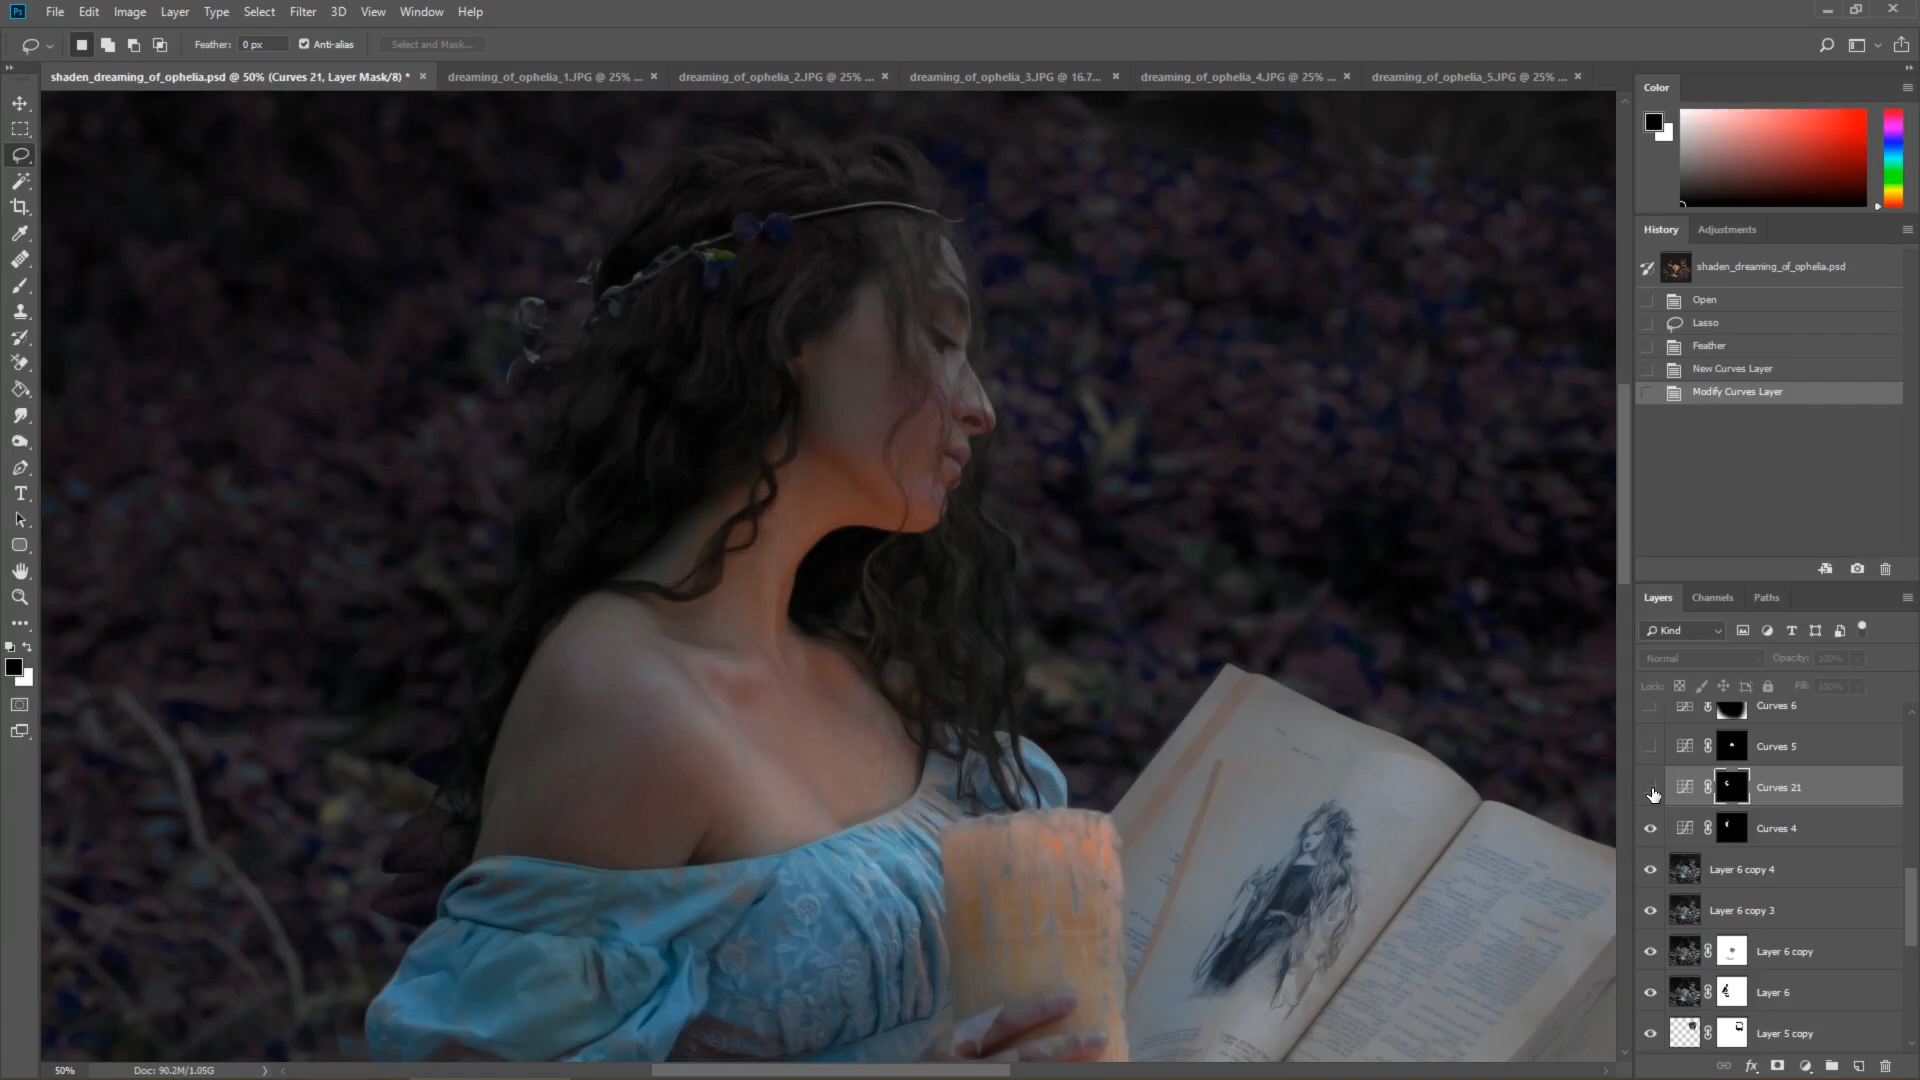 Ps File Edit Image Layer Type Select Filter 3D View Window Help
Feather: 0 px Anti-alias Select and Mask...
shaden_dreaming_of_ophelia.psd @ 50% (Curves 21, Layer Mask/8) * dreaming_of_ophelia_1.JPG @ 25% ... dreaming_of_ophelia_2.JPG @ 25% ... dreaming_of_ophelia_3.JPG @ 16.7... dreaming_of_ophelia_4.JPG @ 25% ... dreaming_of_ophelia_5.JPG @ 25% ...
Color
History Adjustments
shaden_dreaming_of_ophelia.psd
Open
Lasso
Feather
New Curves Layer
Modify Curves Layer
Layers Channels Paths
Kind
Normal Opacity: 100%
Lock: Fill: 100%
Curves 6
Curves 5
Curves 21
Curves 4
Layer 6 copy 4
Layer 6 copy 3
Layer 6 copy
Layer 6
Layer 5 copy
50% Doc: 90.2M/1.05G